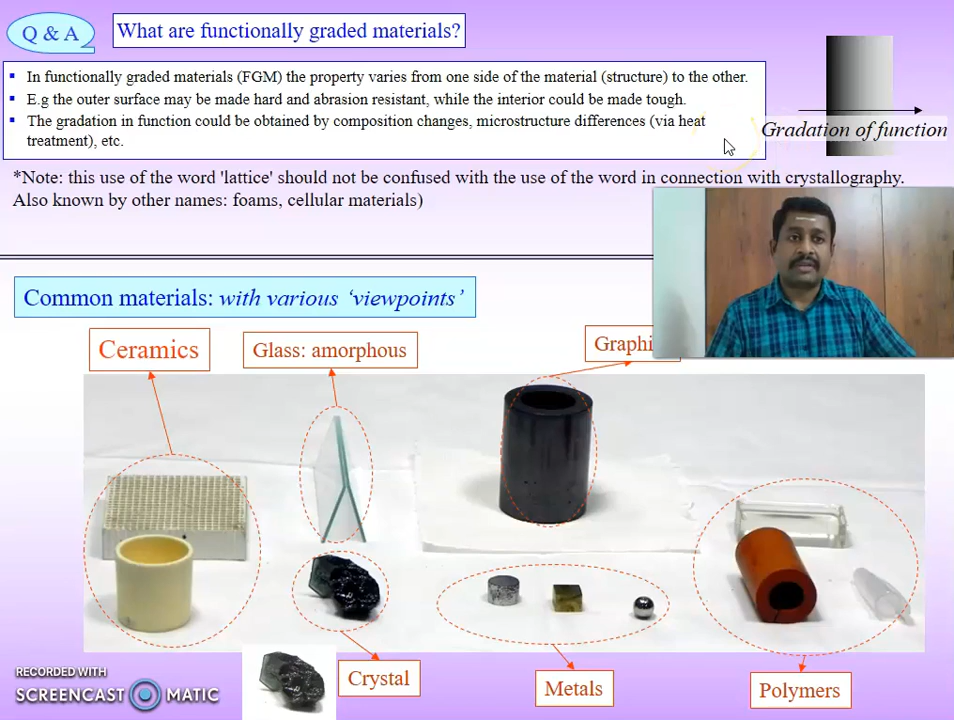 Q & A
What are functionally graded materials?
In functionally graded materials (FGM) the property varies from one side of the material (structure) to the other.
E.g the outer surface may be made hard and abrasion resistant, while the interior could be made tough.
The gradation in function could be obtained by composition changes, microstructure differences (via heat
treatment), etc.
Gradation of function
*Note: this use of the word 'lattice' should not be confused with the use of the word in connection with crystallography.
Also known by other names: foams, cellular materials)
Common materials: with various ‘viewpoints’
Ceramics
Glass: amorphous
Crystal
Metals
Polymers
RECORDED WITH
SCREENCAST MATIC